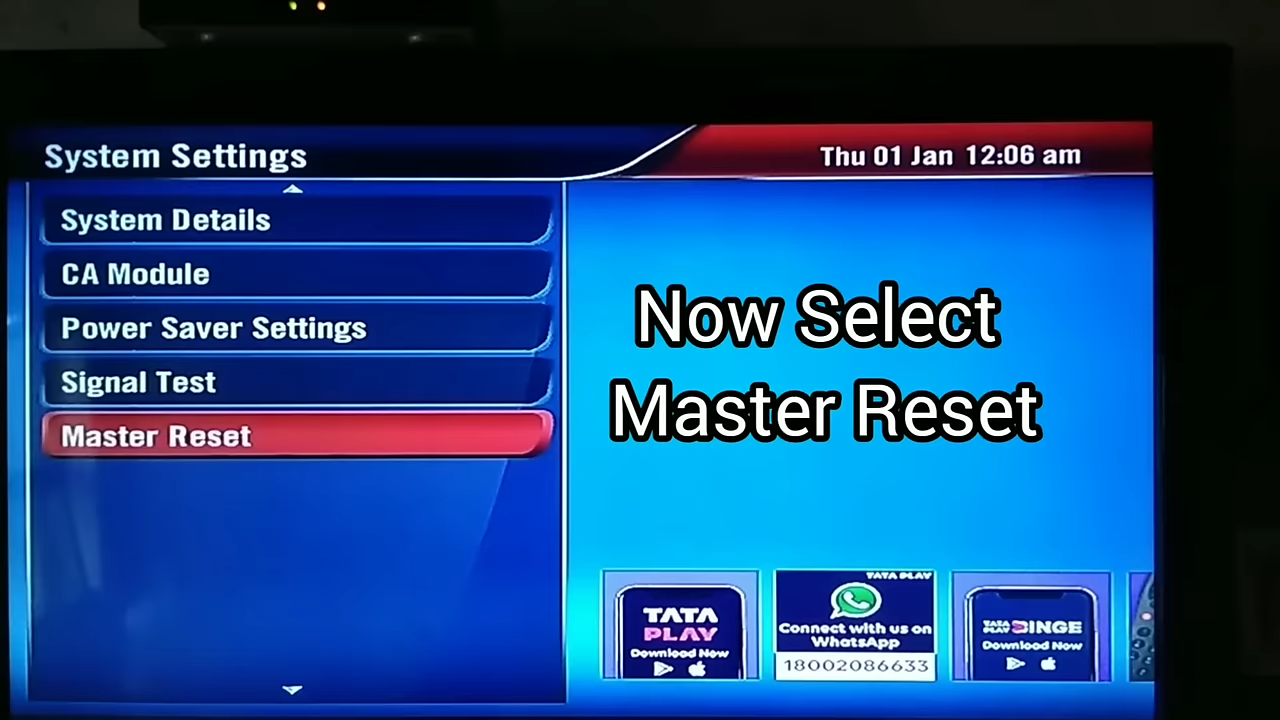 System Settings
Thu 01 Jan 12:06 am
System Details
CA Module
Power Saver Settings
Signal Test
Master Reset
Now Select
Master Reset
TATA
PLAY
Download Now
TATA PLAY
Connect with us on
WhatsApp
18002086633
TATA
PLAY BINGE
Download Now